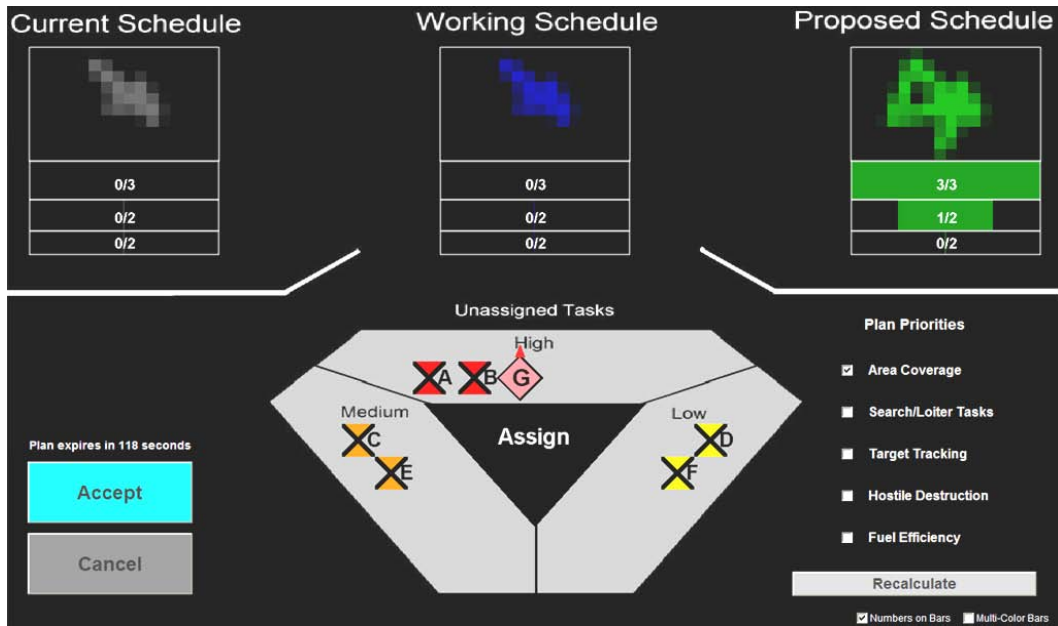 Current Schedule
Working Schedule
Proposed Schedule
0/3
0/2
0/2
0/3
0/2
0/2
3/3
1/2
0/2
Unassigned Tasks
High
A
B
G
Medium
C
E
Low
D
F
Assign
Plan expires in 118 seconds
Accept
Cancel
Plan Priorities
Area Coverage
Search/Loiter Tasks
Target Tracking
Hostile Destruction
Fuel Efficiency
Recalculate
Numbers on Bars
Multi-Color Bars